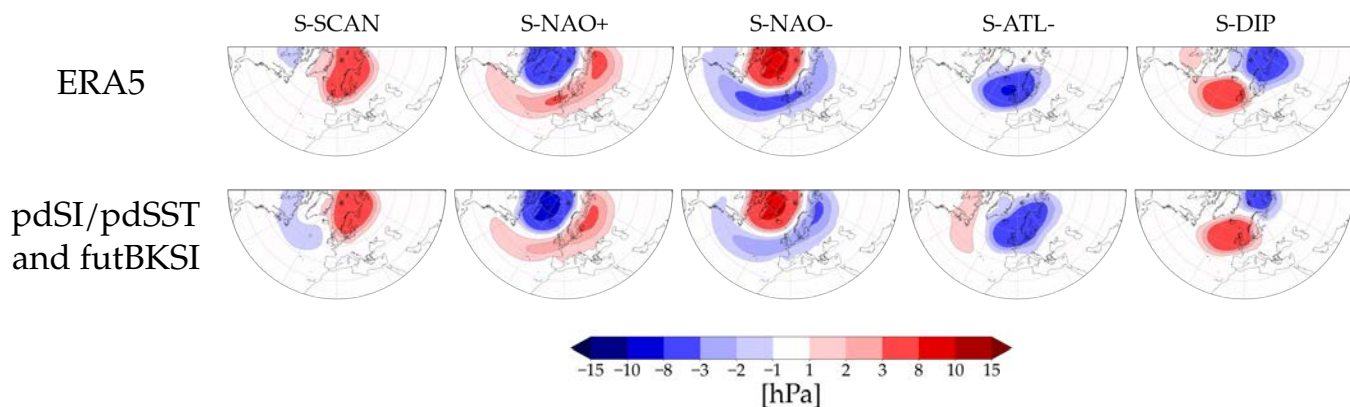 S-SCAN S-NAO+ S-NAO- S-ATL- S-DIP
ERA5
pdSI/pdSST
and futBKSI
−15 −10 −8 −3 −2 −1 1 2 3 8 10 15
[hPa]